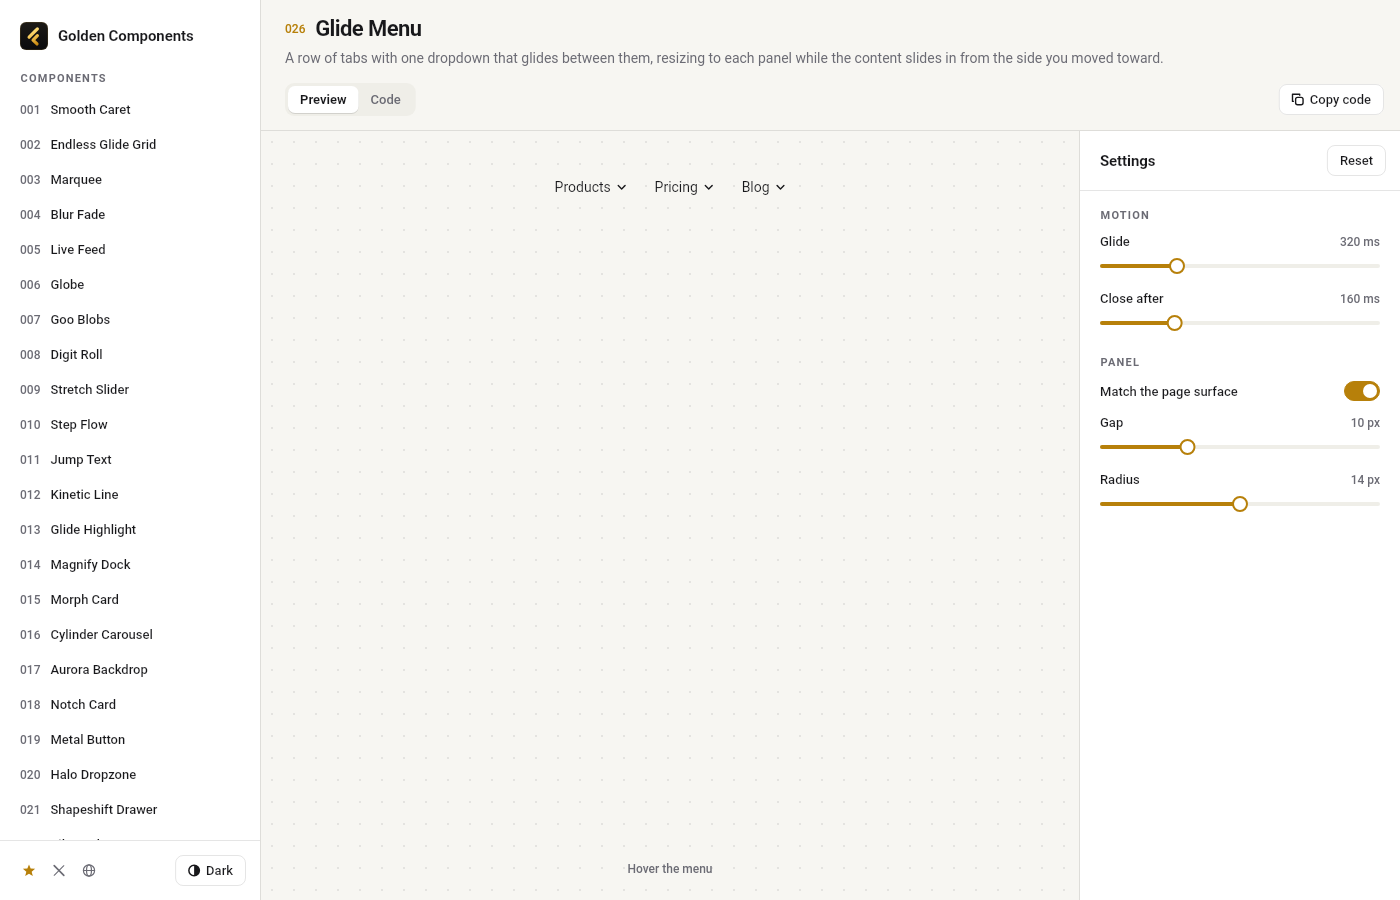 Golden Components
COMPONENTS
001 Smooth Caret
002 Endless Glide Grid
003 Marquee
004 Blur Fade
005 Live Feed
006 Globe
007 Goo Blobs
008 Digit Roll
009 Stretch Slider
010 Step Flow
011 Jump Text
012 Kinetic Line
013 Glide Highlight
014 Magnify Dock
015 Morph Card
016 Cylinder Carousel
017 Aurora Backdrop
018 Notch Card
019 Metal Button
020 Halo Dropzone
021 Shapeshift Drawer
Dark
026 Glide Menu
A row of tabs with one dropdown that glides between them, resizing to each panel while the content slides in from the side you moved toward.
Preview Code
Copy code
Products Pricing Blog
Hover the menu
Settings
Reset
MOTION
Glide 320 ms
Close after 160 ms
PANEL
Match the page surface
Gap 10 px
Radius 14 px